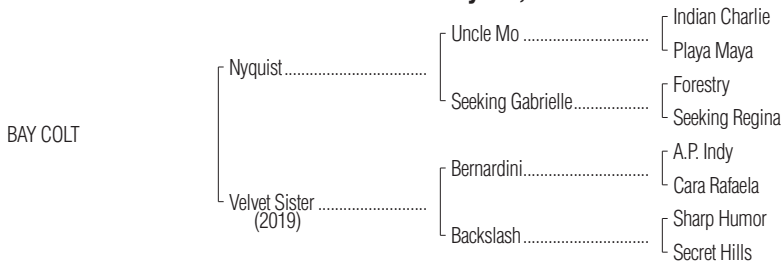 Indian Charlie
Uncle Mo ..............................
Playa Maya
Nyquist..................................
Forestry
Seeking Gabrielle..................
Seeking Regina
BAY COLT
A.P. Indy
Bernardini..............................
Cara Rafaela
Velvet Sister ..........................
(2019)
Sharp Humor
Backslash ..............................
Secret Hills